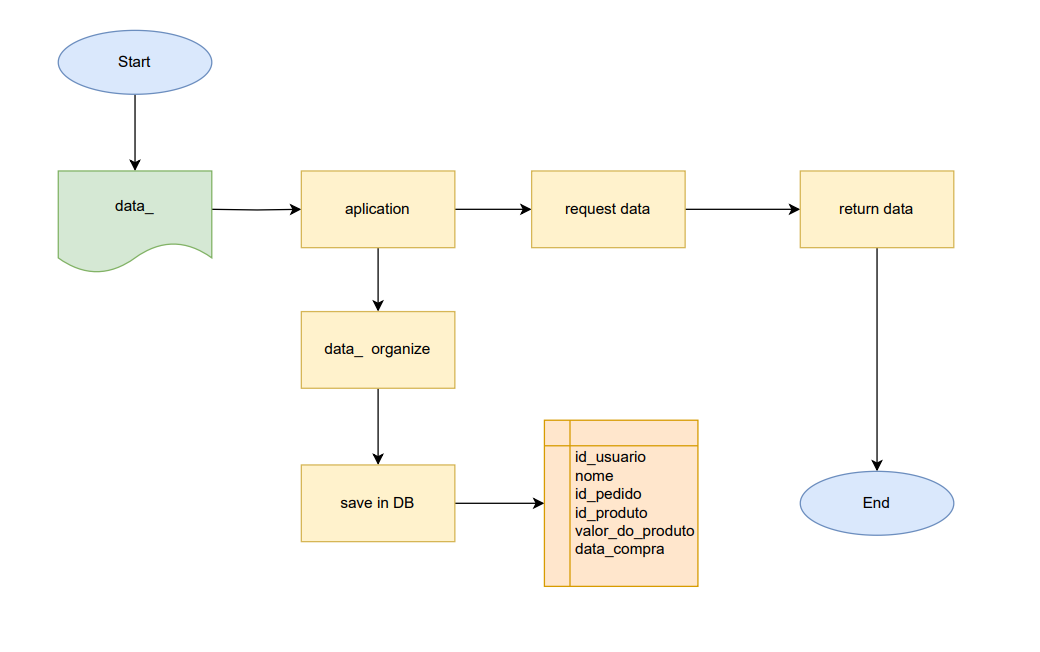 Start
data_
aplication
request data
return data
data_  organize
save in DB
id_usuario
nome
id_pedido
id_produto
valor_do_produto
data_compra
End